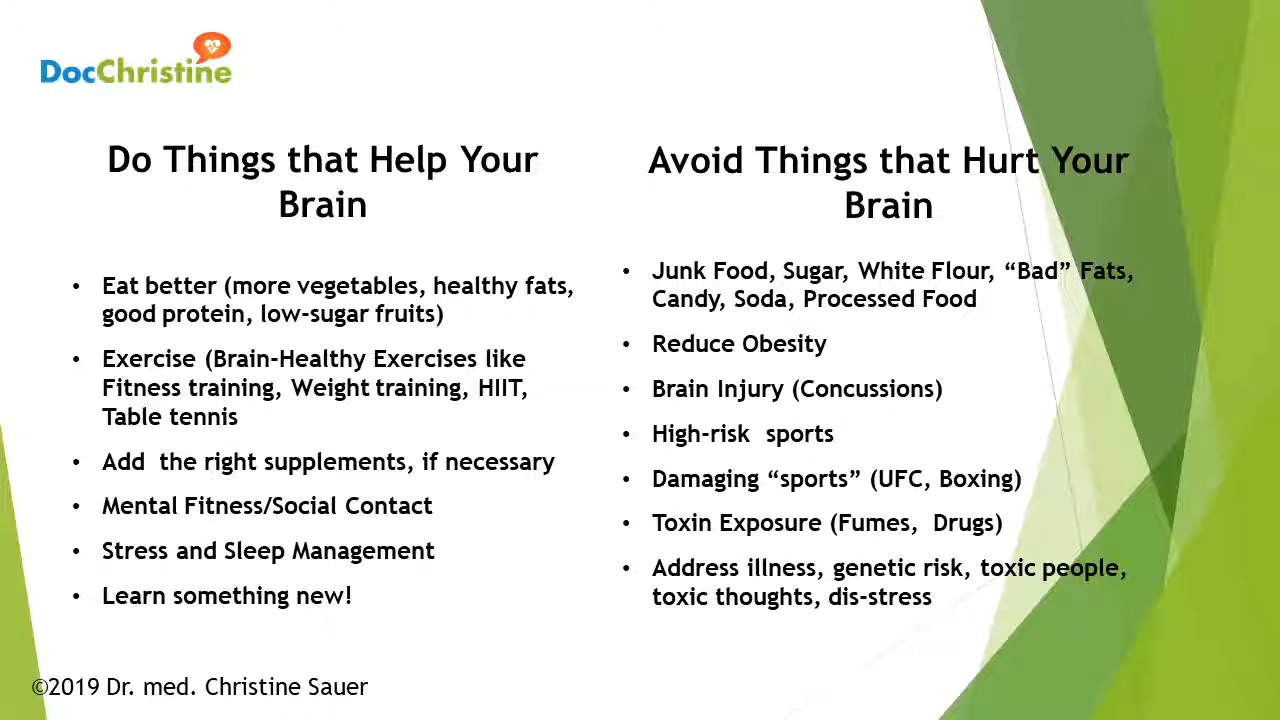 DocChristine
Do Things that Help Your
Brain
• Eat better (more vegetables, healthy fats,
good protein, low-sugar fruits)
• Exercise (Brain-Healthy Exercises like
Fitness training, Weight training, HIIT,
Table tennis
• Add  the right supplements, if necessary
• Mental Fitness/Social Contact
• Stress and Sleep Management
• Learn something new!
Avoid Things that Hurt Your
Brain
• Junk Food, Sugar, White Flour, “Bad” Fats,
Candy, Soda, Processed Food
• Reduce Obesity
• Brain Injury (Concussions)
• High-risk  sports
• Damaging “sports” (UFC, Boxing)
• Toxin Exposure (Fumes,  Drugs)
• Address illness, genetic risk, toxic people,
toxic thoughts, dis-stress
©2019 Dr. med. Christine Sauer